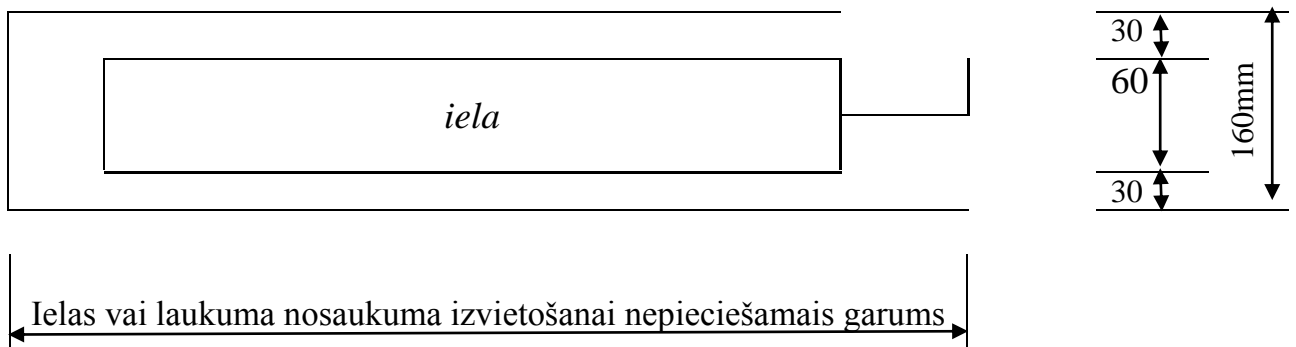 30
iela
60
160mm
30
Ielas vai laukuma nosaukuma izvietošanai nepieciešamais garums